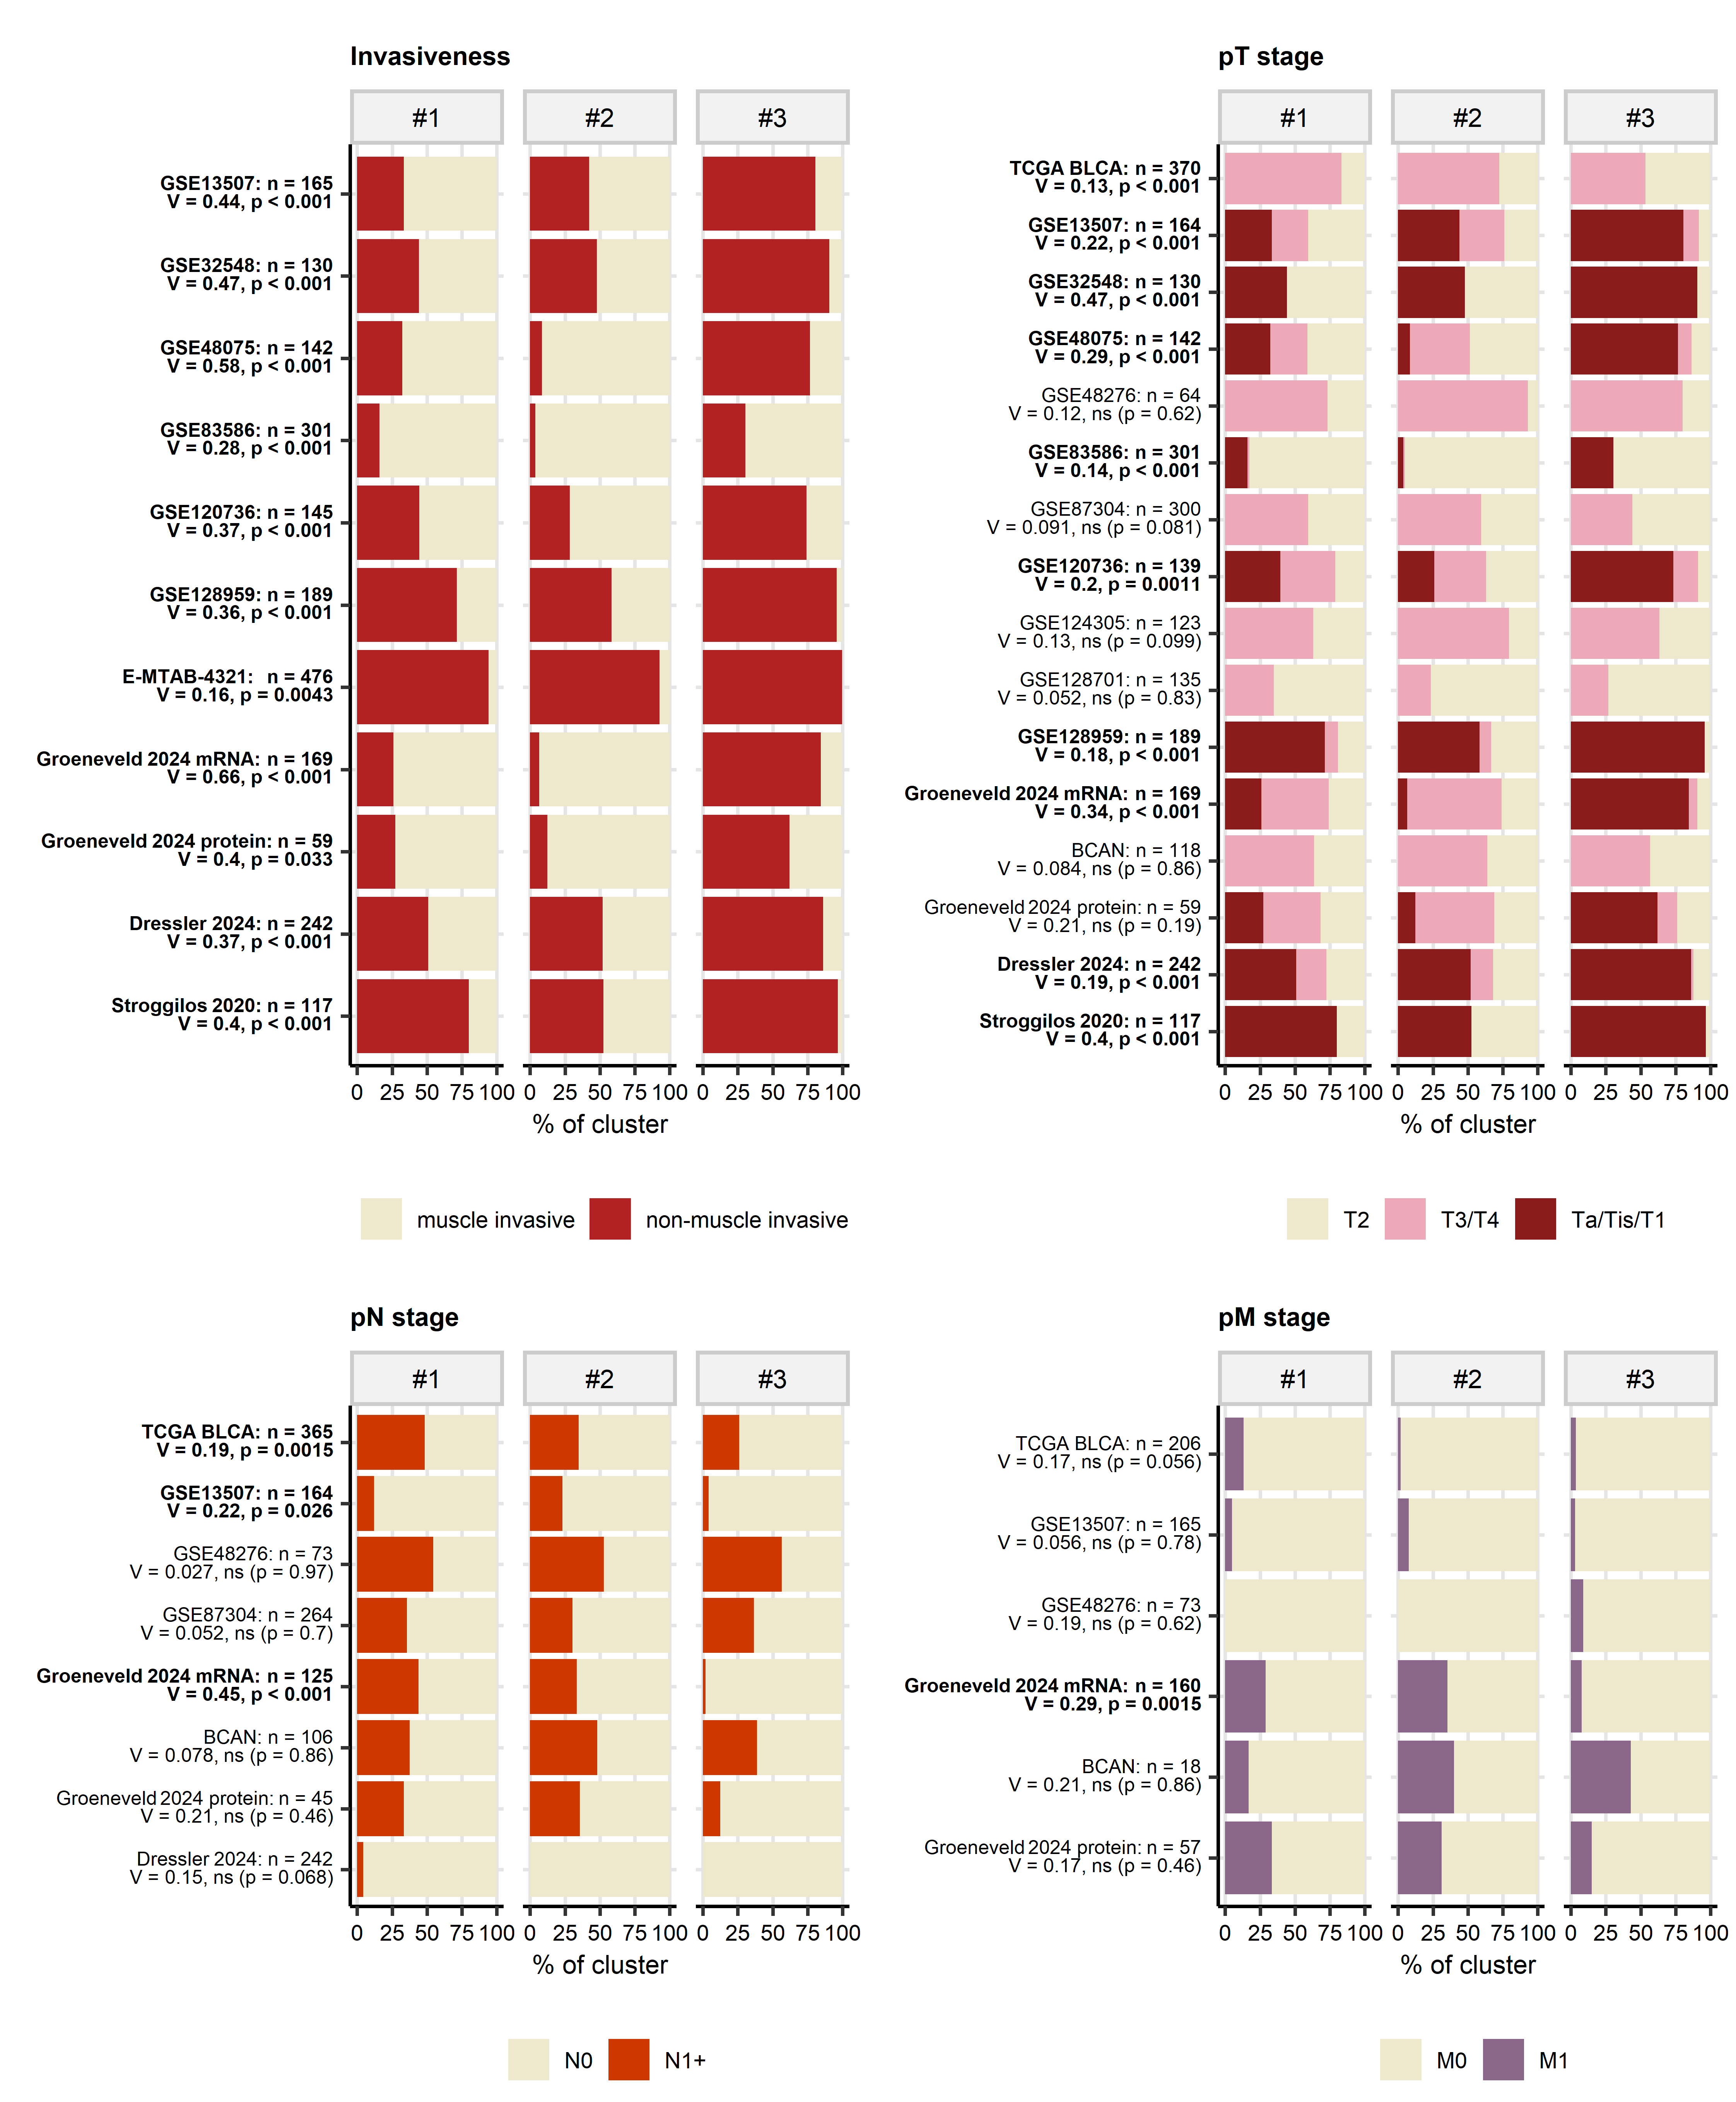 Invasiveness
#1
#2
#3
GSE13507: n = 165
V = 0.44, p < 0.001
GSE32548: n = 130
V = 0.47, p < 0.001
GSE48075: n = 142
V = 0.58, p < 0.001
GSE83586: n = 301
V = 0.28, p < 0.001
GSE120736: n = 145
V = 0.37, p < 0.001
GSE128959: n = 189
V = 0.36, p < 0.001
E-MTAB-4321: n = 476
V = 0.16, p = 0.0043
Groeneveld 2024 mRNA: n = 169
V = 0.66, p < 0.001
Groeneveld 2024 protein: n = 59
V = 0.4, p = 0.033
Dressler 2024: n = 242
V = 0.37, p < 0.001
Stroggilos 2020: n = 117
V = 0.4, p < 0.001
0 25 50 75 100 0 25 50 75 100 0 25 50 75 100
% of cluster
muscle invasive
non-muscle invasive
pT stage
#1
#2
#3
TCGA BLCA: n = 370
V = 0.13, p < 0.001
GSE13507: n = 164
V = 0.22, p < 0.001
GSE32548: n = 130
V = 0.47, p < 0.001
GSE48075: n = 142
V = 0.29, p < 0.001
GSE48276: n = 64
V = 0.12, ns (p = 0.62)
GSE83586: n = 301
V = 0.14, p < 0.001
GSE87304: n = 300
V = 0.091, ns (p = 0.081)
GSE120736: n = 139
V = 0.2, p = 0.0011
GSE124305: n = 123
V = 0.13, ns (p = 0.099)
GSE128701: n = 135
V = 0.052, ns (p = 0.83)
GSE128959: n = 189
V = 0.18, p < 0.001
Groeneveld 2024 mRNA: n = 169
V = 0.34, p < 0.001
BCAN: n = 118
V = 0.084, ns (p = 0.86)
Groeneveld 2024 protein: n = 59
V = 0.21, ns (p = 0.19)
Dressler 2024: n = 242
V = 0.19, p < 0.001
Stroggilos 2020: n = 117
V = 0.4, p < 0.001
0 25 50 75 100 0 25 50 75 100 0 25 50 75 100
% of cluster
T2
T3/T4
Ta/Tis/T1
pN stage
#1
#2
#3
TCGA BLCA: n = 365
V = 0.19, p = 0.0015
GSE13507: n = 164
V = 0.22, p = 0.026
GSE48276: n = 73
V = 0.027, ns (p = 0.97)
GSE87304: n = 264
V = 0.052, ns (p = 0.7)
Groeneveld 2024 mRNA: n = 125
V = 0.45, p < 0.001
BCAN: n = 106
V = 0.078, ns (p = 0.86)
Groeneveld 2024 protein: n = 45
V = 0.21, ns (p = 0.46)
Dressler 2024: n = 242
V = 0.15, ns (p = 0.068)
0 25 50 75 100 0 25 50 75 100 0 25 50 75 100
% of cluster
N0
N1+
pM stage
#1
#2
#3
TCGA BLCA: n = 206
V = 0.17, ns (p = 0.056)
GSE13507: n = 165
V = 0.056, ns (p = 0.78)
GSE48276: n = 73
V = 0.19, ns (p = 0.62)
Groeneveld 2024 mRNA: n = 160
V = 0.29, p = 0.0015
BCAN: n = 18
V = 0.21, ns (p = 0.86)
Groeneveld 2024 protein: n = 57
V = 0.17, ns (p = 0.46)
0 25 50 75 100 0 25 50 75 100 0 25 50 75 100
% of cluster
M0
M1